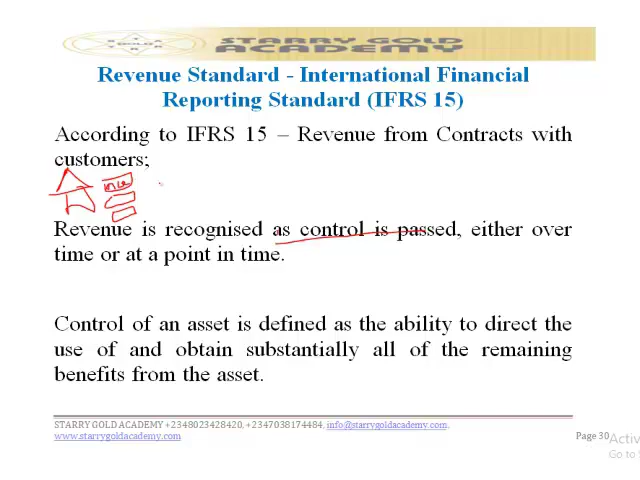 STARRY GOLD
ACADEMY
Revenue Standard - International Financial
Reporting Standard (IFRS 15)
According to IFRS 15 – Revenue from Contracts with
customers;
Revenue is recognised as control is passed, either over
time or at a point in time.
Control of an asset is defined as the ability to direct the
use of and obtain substantially all of the remaining
benefits from the asset.
STARRY GOLD ACADEMY +2348023428420, +2347038174484, info@starrygoldacademy.com,
www.starrygoldacademy.com
Page 30
Activ
Go to S